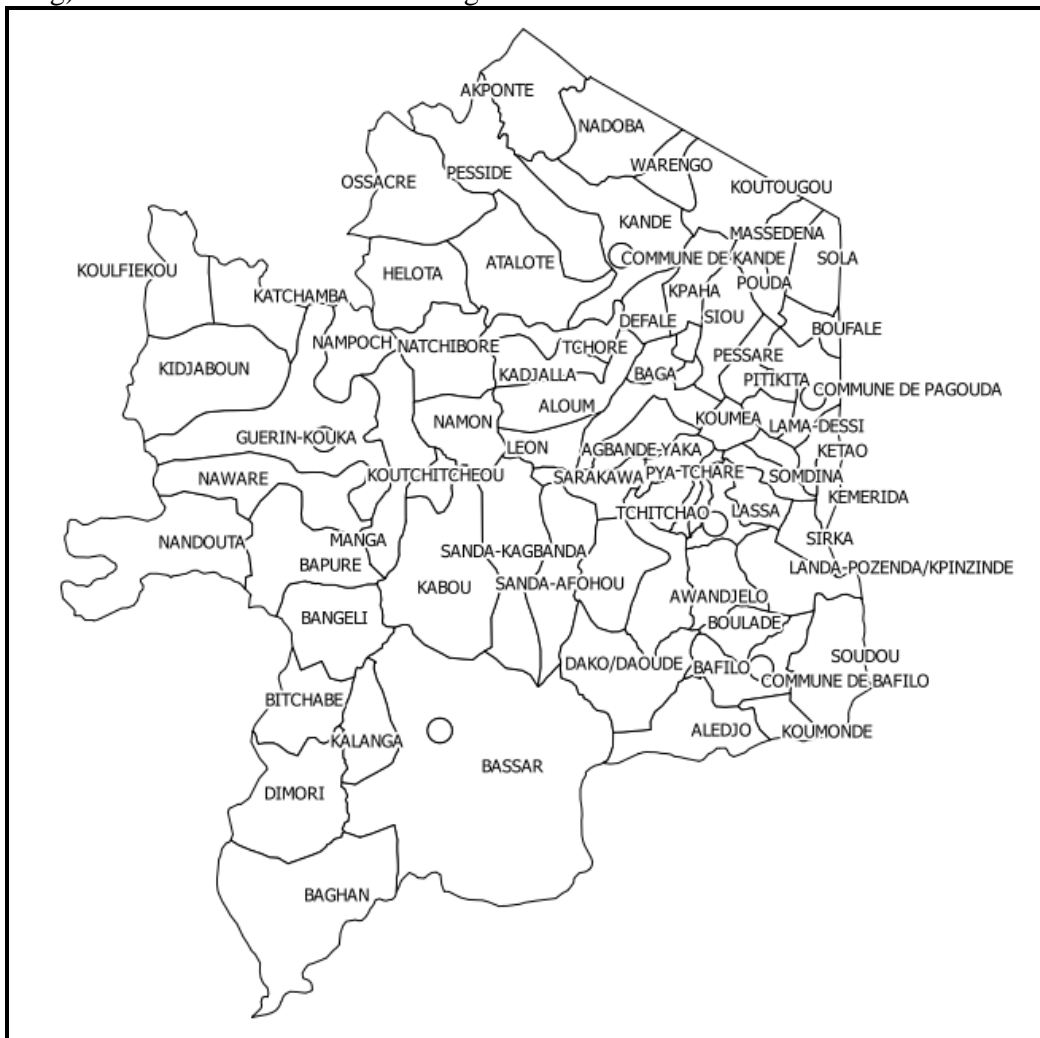 AKPONTE
NADOBA
WARENGO
PESSIDE
OSSACRE
KOUTOUGOU
KANDE
MASSEDENA
COMMUNE DE KANDE
SOLA
ATALOTE
HELOTA
KOULFIEKOU
POUDA
KPAHA
KATCHAMBA
SIOU
DEFALE
BOUFALE
NAMPOCH
NATCHIBORE
TCHORE
PESSARE
KIDJABOUN
KADJALLA
BAGA
PITIKITA
COMMUNE DE PAGOUDA
ALOUM
KOUMEA
NAMON
LAMA-DESSI
GUERIN-KOUKA
LEON
AGBANDE-YAKA
KETAO
KOUTCHITCHEOU
SARAKAWA
PYA-TCHARE
SOMDINA
NAWARE
KEMERIDA
LASSA
TCHITCHAO
SIRKA
MANGA
NANDOUTA
SANDA-KAGBANDA
BAPURE
LANDA-POZENDA/KPINZINDE
KABOU
SANDA-AFOHOU
AWANDJELO
BANGELI
BOULADE
SOUDOU
DAKO/DAOUDE
BAFILO
COMMUNE DE BAFILO
BITCHABE
ALEDJO
KOUMONDE
KALANGA
BASSAR
DIMORI
BAGHAN